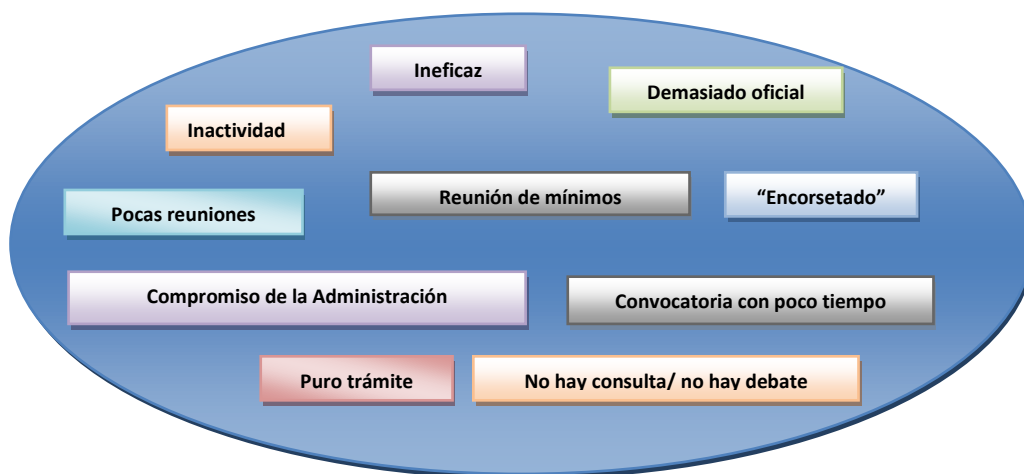 Ineficaz
Demasiado oficial
Inactividad
Reunión de mínimos
“Encorsetado”
Pocas reuniones
Compromiso de la Administración
Convocatoria con poco tiempo
Puro trámite
No hay consulta/ no hay debate